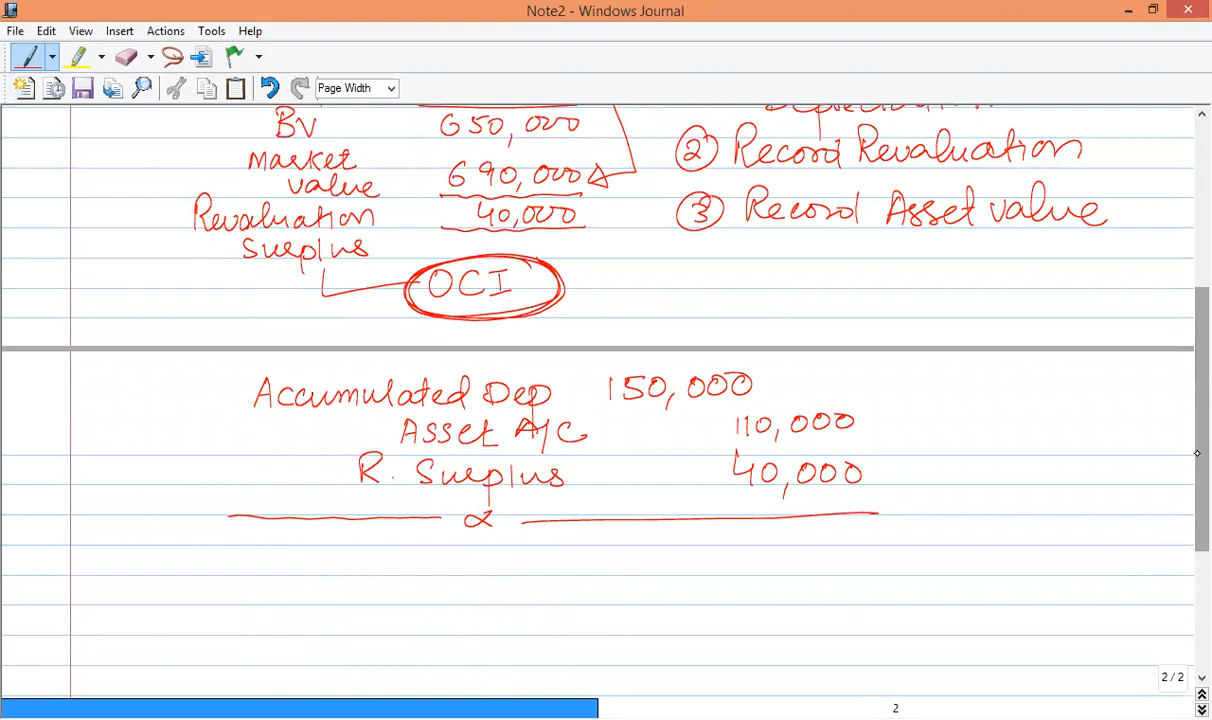 Note2 - Windows Journal
File Edit View Insert Actions Tools Help
Page Width
Depreciation
BV 650,000
② Record Revaluation
Market
value 690,000
③ Record Asset value
Revaluation 40,000
Surplus
OCI
Accumulated Dep 150,000
Asset A/C 110,000
R. Surplus 40,000
2 / 2
2